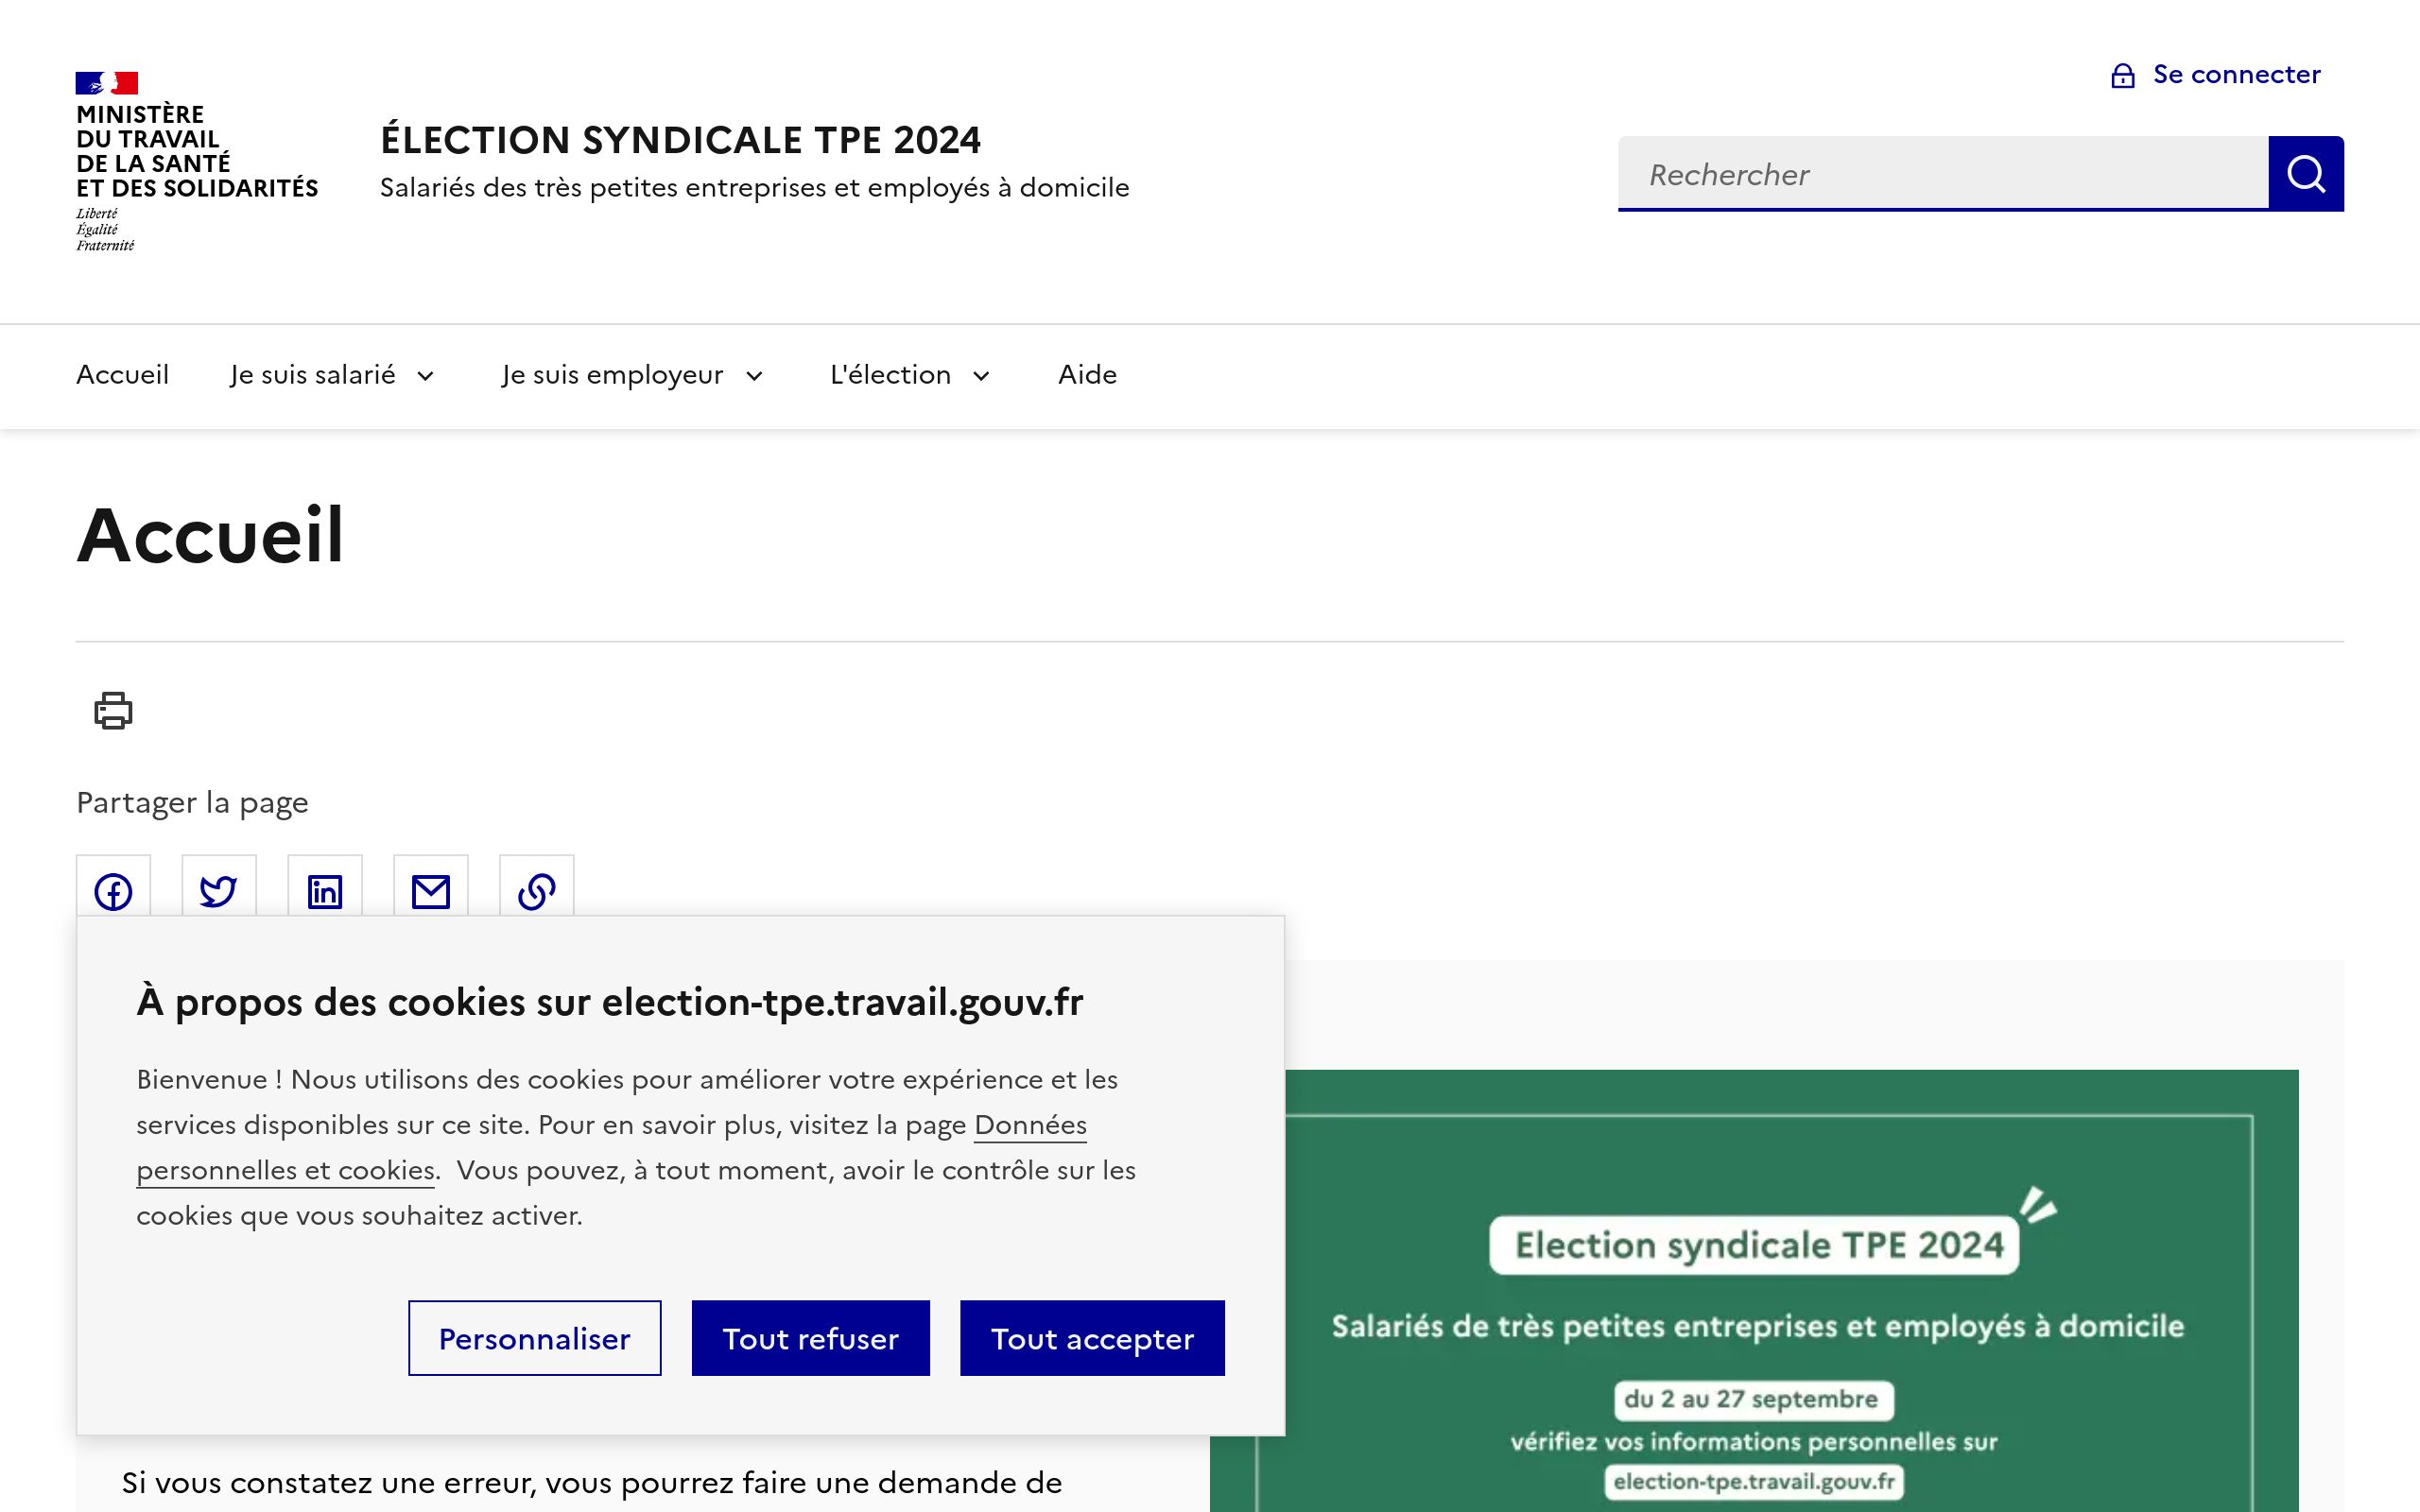 Se connecter
MINISTÈRE
DU TRAVAIL
DE LA SANTÉ
ET DES SOLIDARITÉS
Liberté
Égalité
Fraternité
ÉLECTION SYNDICALE TPE 2024
Salariés des très petites entreprises et employés à domicile
Rechercher
Accueil
Je suis salarié
Je suis employeur
L'élection
Aide
Accueil
Partager la page
À propos des cookies sur election-tpe.travail.gouv.fr
Bienvenue ! Nous utilisons des cookies pour améliorer votre expérience et les
services disponibles sur ce site. Pour en savoir plus, visitez la page Données
personnelles et cookies.  Vous pouvez, à tout moment, avoir le contrôle sur les
cookies que vous souhaitez activer.
Personnaliser
Tout refuser
Tout accepter
Si vous constatez une erreur, vous pourrez faire une demande de
Election syndicale TPE 2024
Salariés de très petites entreprises et employés à domicile
du 2 au 27 septembre
vérifiez vos informations personnelles sur
election-tpe.travail.gouv.fr